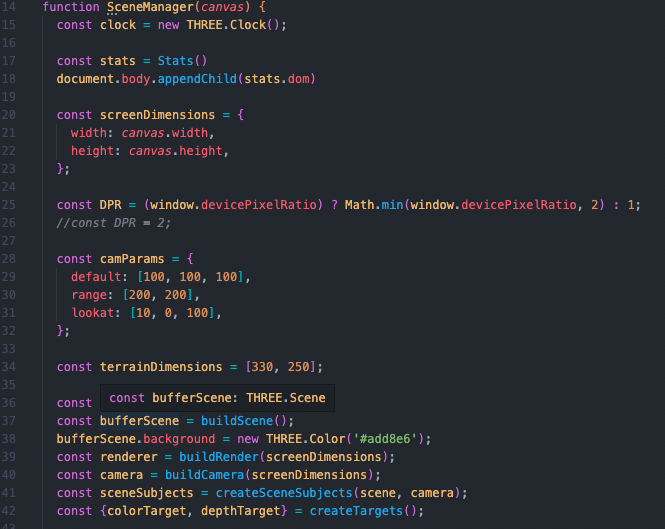 14 function SceneManager(canvas) {
15 const clock = new THREE.Clock();
16
17 const stats = Stats()
18 document.body.appendChild(stats.dom)
19
20 const screenDimensions = {
21 width: canvas.width,
22 height: canvas.height,
23 };
24
25 const DPR = (window.devicePixelRatio) ? Math.min(window.devicePixelRatio, 2) : 1;
26 //const DPR = 2;
27
28 const camParams = {
29 default: [100, 100, 100],
30 range: [200, 200],
31 lookat: [10, 0, 100],
32 };
33
34 const terrainDimensions = [330, 250];
35
const bufferScene: THREE.Scene
36 const
37 const bufferScene = buildScene();
38 bufferScene.background = new THREE.Color('#add8e6');
39 const renderer = buildRender(screenDimensions);
40 const camera = buildCamera(screenDimensions);
41 const sceneSubjects = createSceneSubjects(scene, camera);
42 const {colorTarget, depthTarget} = createTargets();